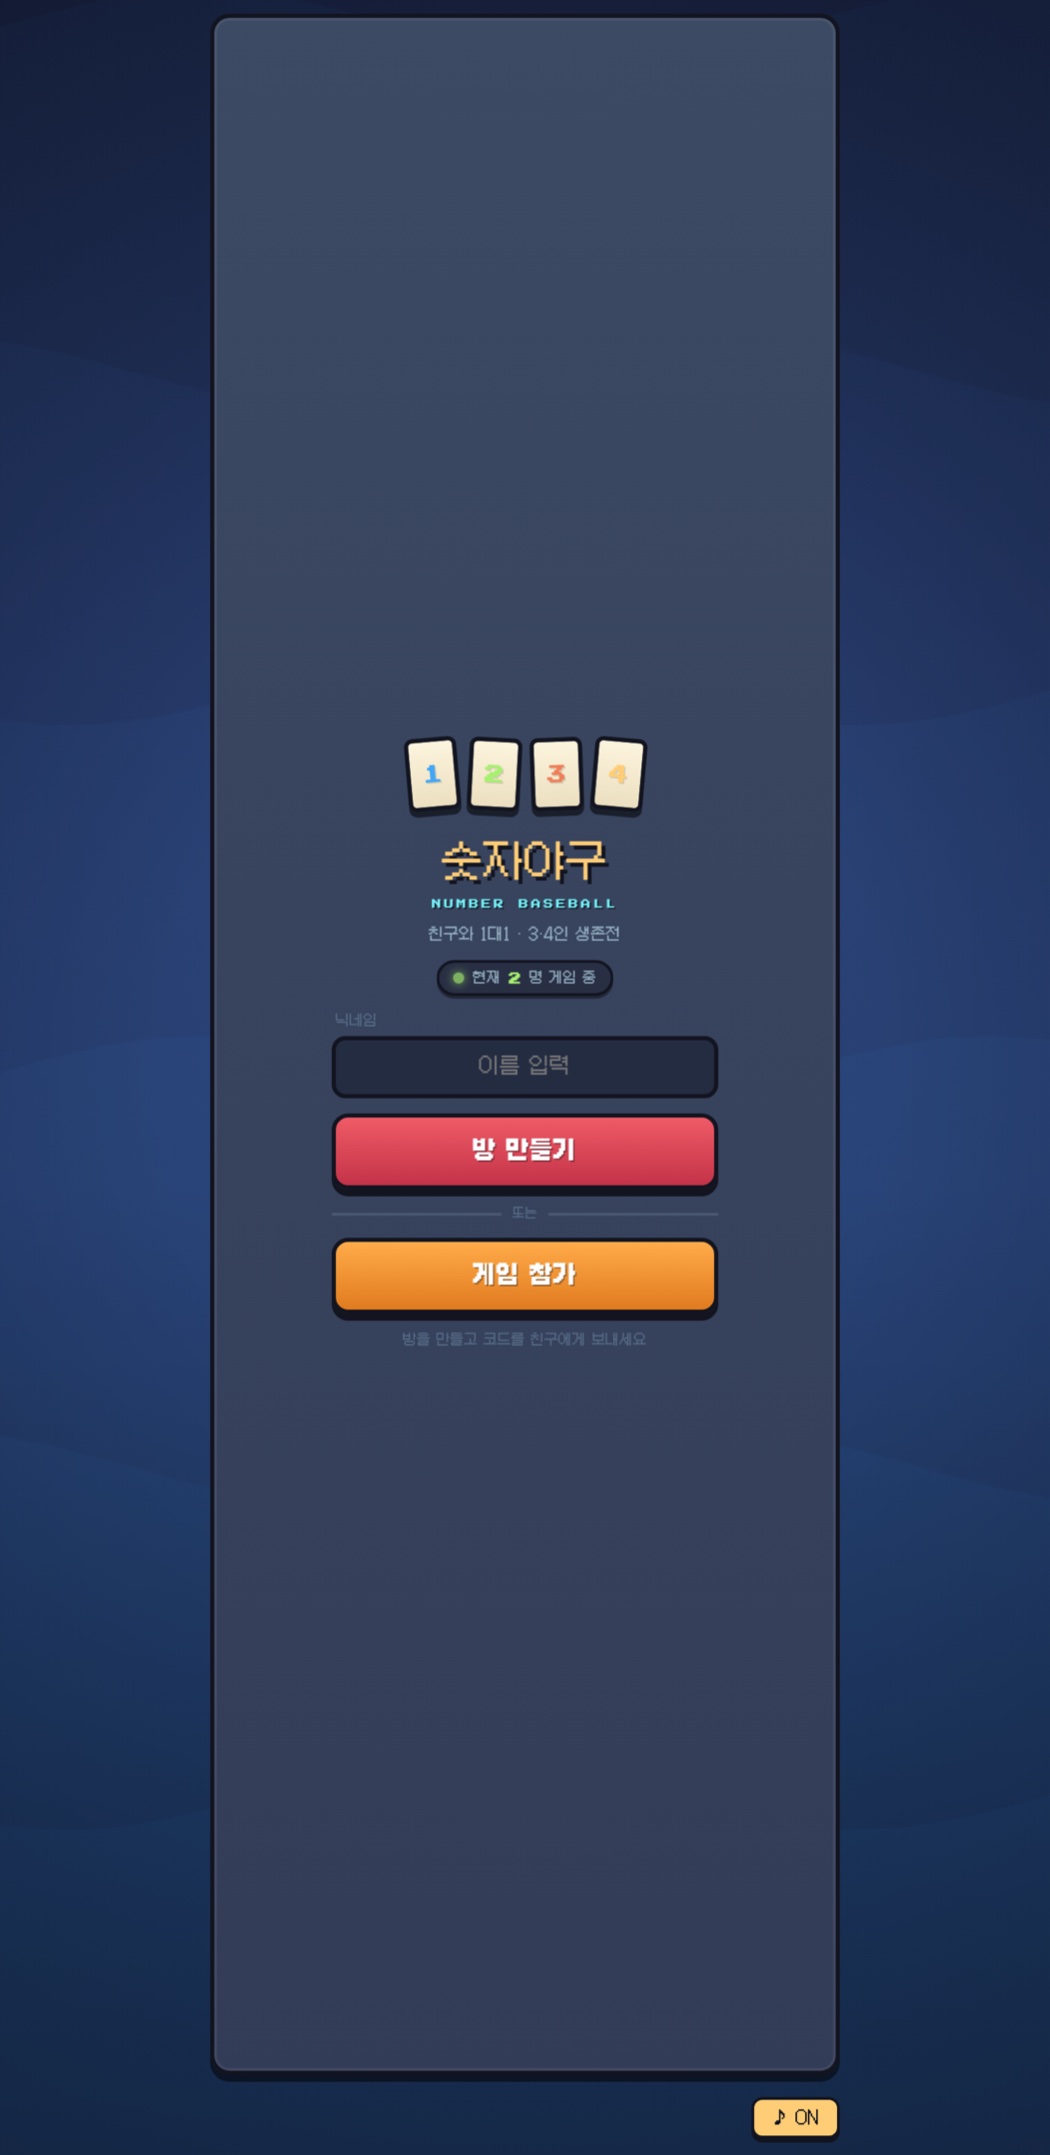 1 2 3 4
숫자야구
NUMBER BASEBALL
친구와 1대1 · 3·4인 생존전
현재 2 명 게임 중
닉네임
이름 입력
방 만들기
또는
게임 참가
방을 만들고 코드를 친구에게 보내세요
♪ ON